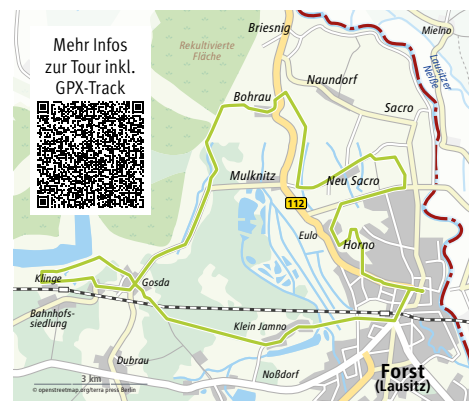 Mehr Infos
zur Tour inkl.
GPX-Track
Briesnig
Mielno
Rekultivierte
Fläche
Lausitzer
Neiße
Naundorf
Bohrau
Sacro
Mulknitz
Neu Sacro
112
Eulo
Horno
Klinge
Gosda
Bahnhofs-
siedlung
Klein Jamno
Dubrau
Noßdorf
Forst
(Lausitz)
3 km
© openstreetmap.org/terra press Berlin